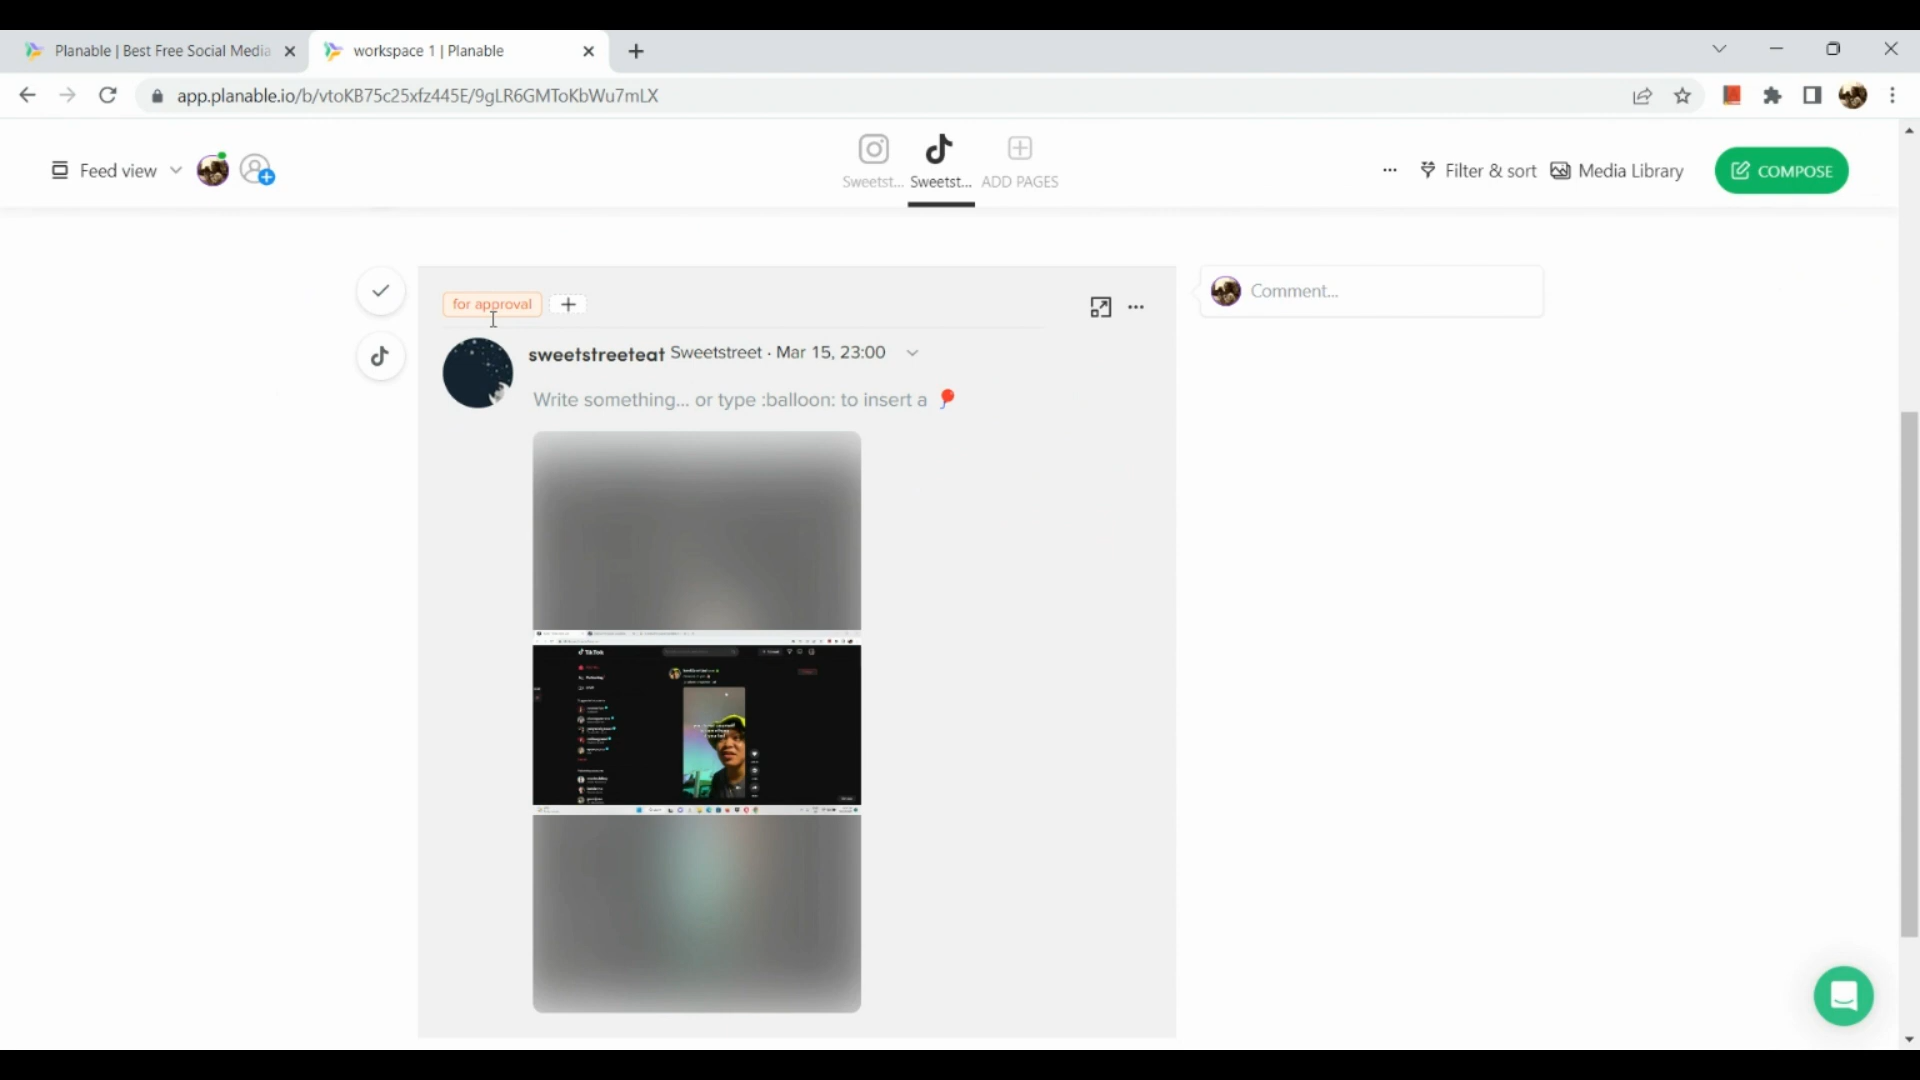 Planable | Best Free Social Media
workspace 1 | Planable
app.planable.io/b/vtoKB75c25xfz445E/9gLR6GMToKbWu7mLX
Feed view
Sweetst...
Sweetst...
ADD PAGES
Filter & sort
Media Library
COMPOSE
for approval
Comment...
sweetstreeteat Sweetstreet · Mar 15, 23:00
Write something... or type :balloon: to insert a 🎈
TikTok